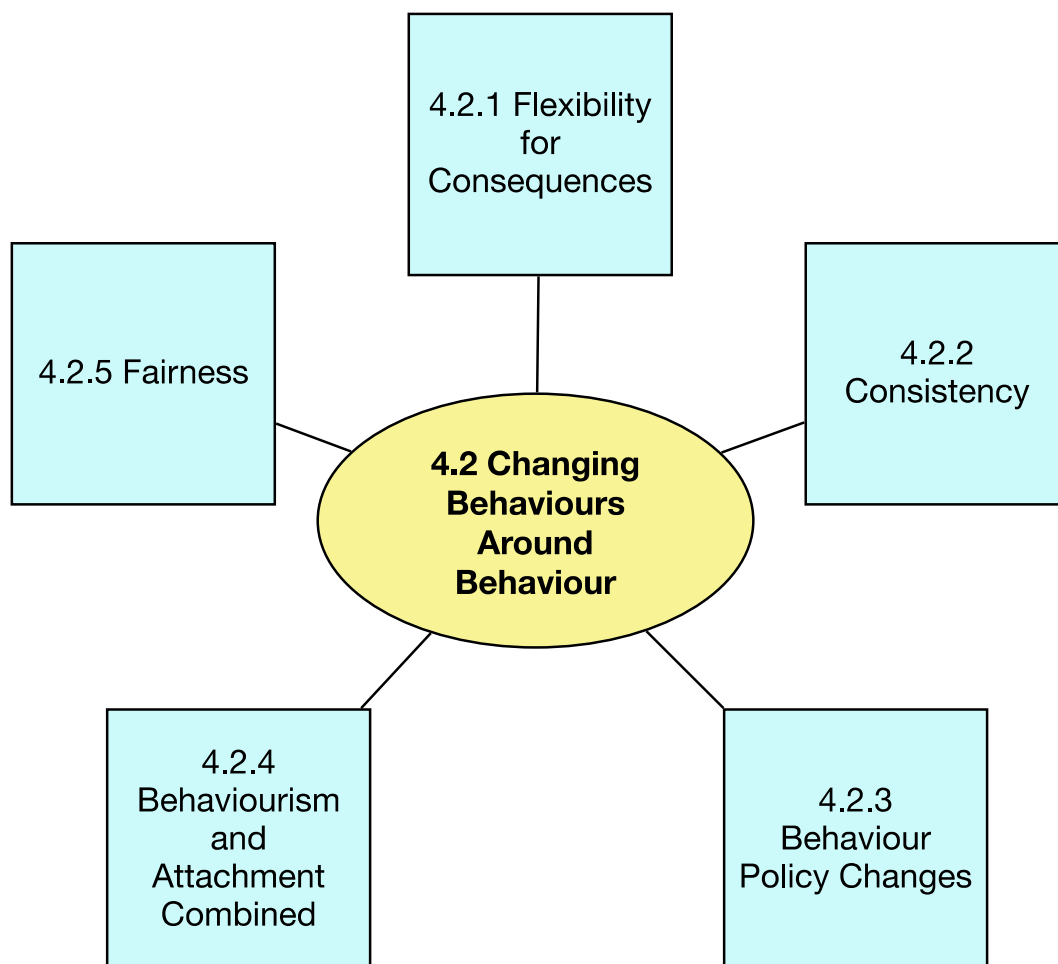 4.2.1 Flexibility
for
Consequences
4.2.5 Fairness
4.2.2
Consistency
4.2 Changing
Behaviours
Around
Behaviour
4.2.4
Behaviourism
and
Attachment
Combined
4.2.3
Behaviour
Policy Changes